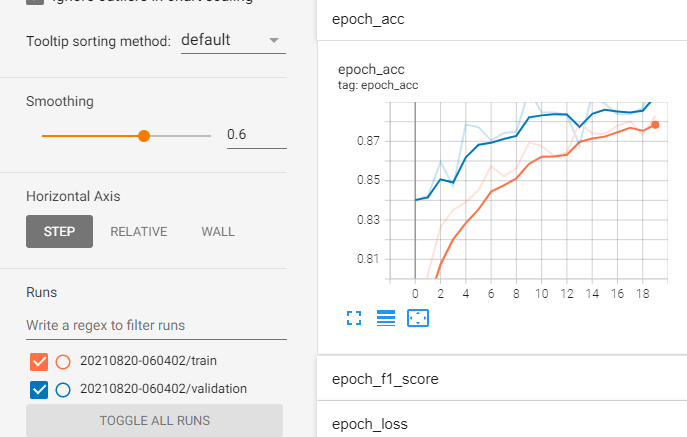 Ignore outliers in chart scaling
Tooltip sorting method: default
Smoothing
0.6
Horizontal Axis
STEP RELATIVE WALL
Runs
Write a regex to filter runs
20210820-060402/train
20210820-060402/validation
TOGGLE ALL RUNS
epoch_acc
epoch_acc
tag: epoch_acc
0.87
0.85
0.83
0.81
0 2 4 6 8 10 12 14 16 18
epoch_f1_score
epoch_loss